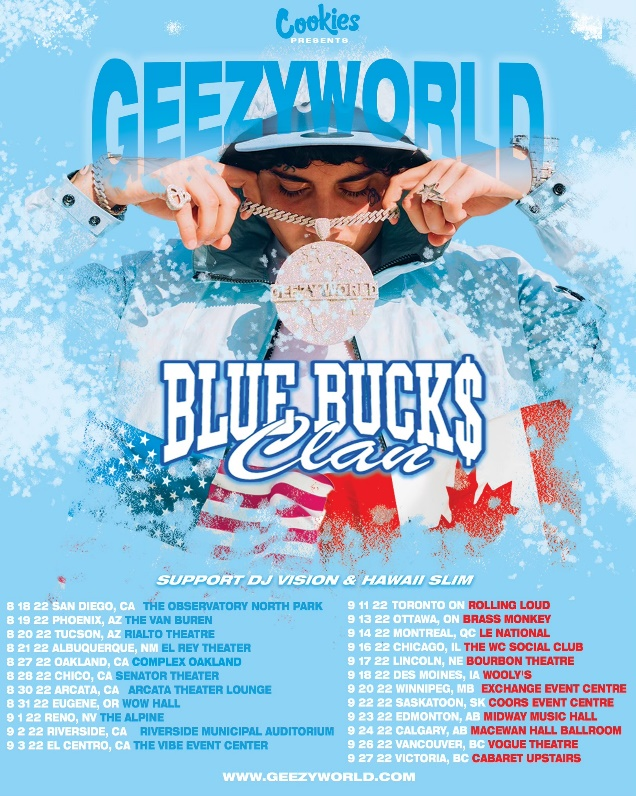 Cookies
PRESENTS
GEEZYWORLD
GEEZY WORLD
BLUE BUCK$
Clan
SUPPORT DJ VISION & HAWAII SLIM
8 18 22 SAN DIEGO, CA THE OBSERVATORY NORTH PARK
8 19 22 PHOENIX, AZ THE VAN BUREN
8 20 22 TUCSON, AZ RIALTO THEATRE
8 21 22 ALBUQUERQUE, NM EL REY THEATER
8 27 22 OAKLAND, CA COMPLEX OAKLAND
8 28 22 CHICO, CA SENATOR THEATER
8 30 22 ARCATA, CA ARCATA THEATER LOUNGE
8 31 22 EUGENE, OR WOW HALL
9 1 22 RENO, NV THE ALPINE
9 2 22 RIVERSIDE, CA RIVERSIDE MUNICIPAL AUDITORIUM
9 3 22 EL CENTRO, CA THE VIBE EVENT CENTER
9 11 22 TORONTO ON ROLLING LOUD
9 13 22 OTTAWA, ON BRASS MONKEY
9 14 22 MONTREAL, QC LE NATIONAL
9 16 22 CHICAGO, IL THE WC SOCIAL CLUB
9 17 22 LINCOLN, NE BOURBON THEATRE
9 18 22 DES MOINES, IA WOOLY'S
9 20 22 WINNIPEG, MB EXCHANGE EVENT CENTRE
9 22 22 SASKATOON, SK COORS EVENT CENTRE
9 23 22 EDMONTON, AB MIDWAY MUSIC HALL
9 24 22 CALGARY, AB MACEWAN HALL BALLROOM
9 26 22 VANCOUVER, BC VOGUE THEATRE
9 27 22 VICTORIA, BC CABARET UPSTAIRS
WWW.GEEZYWORLD.COM